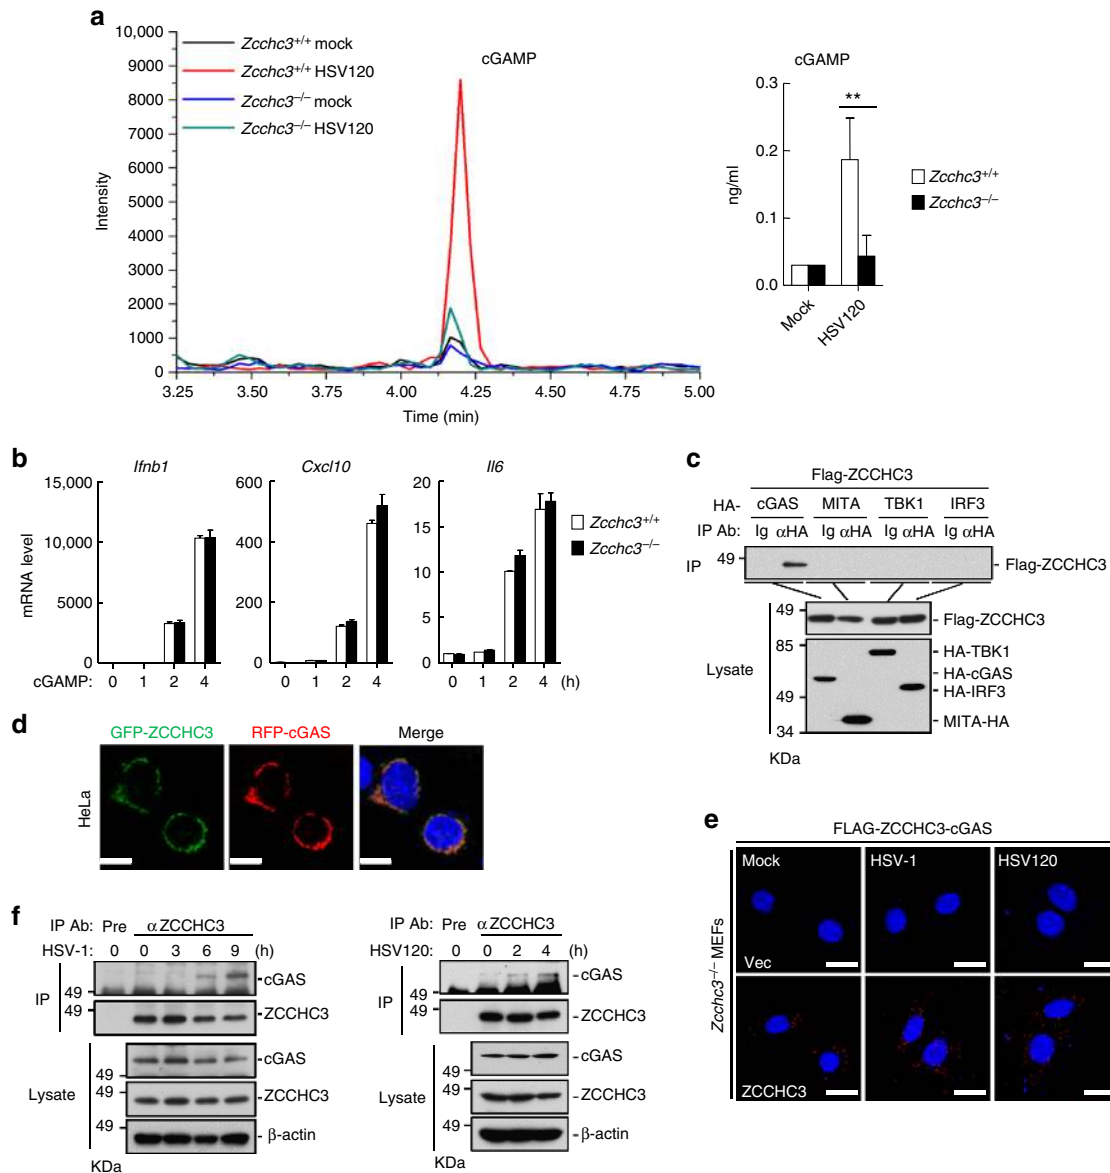 a
10,000
9000
8000
7000
6000
5000
4000
3000
2000
1000
0
Intensity
Zcchc3+/+ mock
Zcchc3+/+ HSV120
Zcchc3–/– mock
Zcchc3–/– HSV120
cGAMP
3.25 3.50 3.75 4.00 4.25 4.50 4.75 5.00
Time (min)
cGAMP
0.3
0.2
0.1
0.0
ng/ml
**
Mock
HSV120
Zcchc3+/+
Zcchc3–/–
b
mRNA level
Ifnb1
15,000
10,000
5000
0
Cxcl10
600
400
200
0
Il6
20
15
10
5
0
Zcchc3+/+
Zcchc3–/–
cGAMP: 0 1 2 4 0 1 2 4 0 1 2 4 (h)
c
Flag-ZCCHC3
HA- cGAS MITA TBK1 IRF3
IP Ab: Ig αHA Ig αHA Ig αHA Ig αHA
IP 49 Flag-ZCCHC3
49 Flag-ZCCHC3
Lysate
85
49
34
HA-TBK1
HA-cGAS
HA-IRF3
MITA-HA
KDa
d
GFP-ZCCHC3 RFP-cGAS Merge
HeLa
e
FLAG-ZCCHC3-cGAS
Mock HSV-1 HSV120
Vec
ZCCHC3
Zcchc3–/– MEFs
f
IP Ab: Pre αZCCHC3
HSV-1: 0 0 3 6 9 (h)
IP
cGAS
49
49
ZCCHC3
Lysate
cGAS
49
49
ZCCHC3
49
β-actin
KDa
IP Ab: Pre αZCCHC3
HSV120: 0 0 2 4 (h)
IP
cGAS
49
49
ZCCHC3
Lysate
cGAS
49
49
ZCCHC3
49
β-actin
KDa